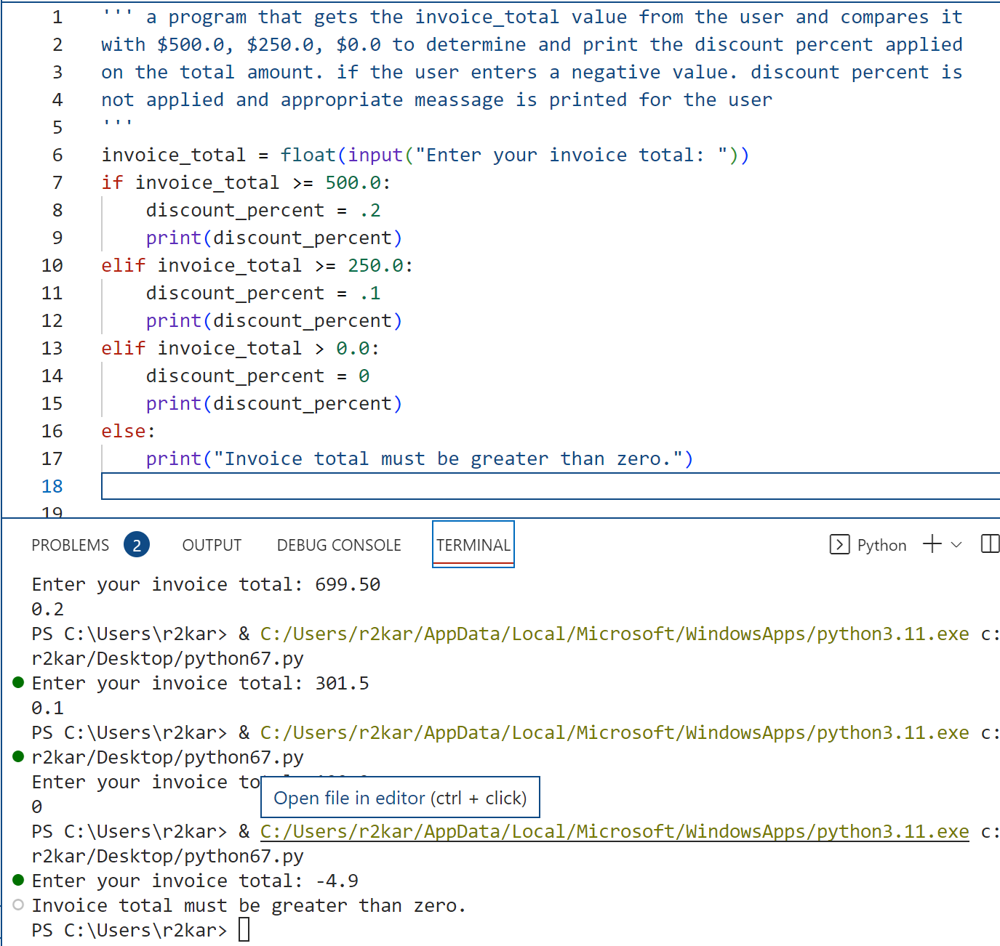 1 ''' a program that gets the invoice_total value from the user and compares it
2 with $500.0, $250.0, $0.0 to determine and print the discount percent applied
3 on the total amount. if the user enters a negative value. discount percent is
4 not applied and appropriate meassage is printed for the user
5 '''
6 invoice_total = float(input("Enter your invoice total: "))
7 if invoice_total >= 500.0:
8     discount_percent = .2
9     print(discount_percent)
10 elif invoice_total >= 250.0:
11     discount_percent = .1
12     print(discount_percent)
13 elif invoice_total > 0.0:
14     discount_percent = 0
15     print(discount_percent)
16 else:
17     print("Invoice total must be greater than zero.")
18
19
PROBLEMS 2 OUTPUT DEBUG CONSOLE TERMINAL Python
Enter your invoice total: 699.50
0.2
PS C:\Users\r2kar> & C:/Users/r2kar/AppData/Local/Microsoft/WindowsApps/python3.11.exe c:
r2kar/Desktop/python67.py
Enter your invoice total: 301.5
0.1
PS C:\Users\r2kar> & C:/Users/r2kar/AppData/Local/Microsoft/WindowsApps/python3.11.exe c:
r2kar/Desktop/python67.py
Enter your invoice to
Open file in editor (ctrl + click)
0
PS C:\Users\r2kar> & C:/Users/r2kar/AppData/Local/Microsoft/WindowsApps/python3.11.exe c:
r2kar/Desktop/python67.py
Enter your invoice total: -4.9
Invoice total must be greater than zero.
PS C:\Users\r2kar>